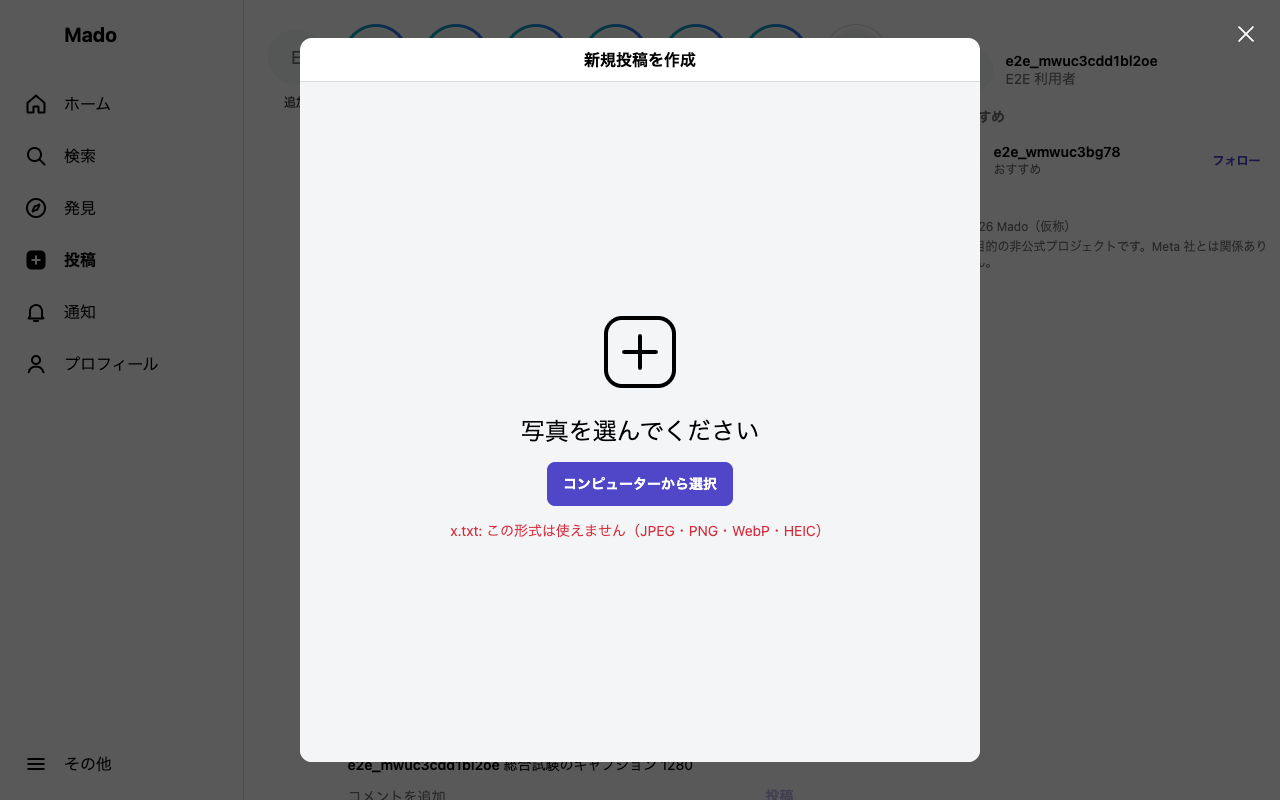 Mado
ホーム
検索
発見
投稿
通知
プロフィール
その他
新規投稿を作成
写真を選んでください
コンピューターから選択
x.txt: この形式は使えません（JPEG・PNG・WebP・HEIC）
e2e_mwuc3cdd1bl2oe
E2E 利用者
すめ
e2e_wmwuc3bg78
おすすめ
フォロー
26 Mado（仮称）
目的の非公式プロジェクトです。Meta 社とは関係あり
ん。
e2e_mwuc3cdd1bl2oe 総合試験のキャプション 1280
コメントを追加
投稿